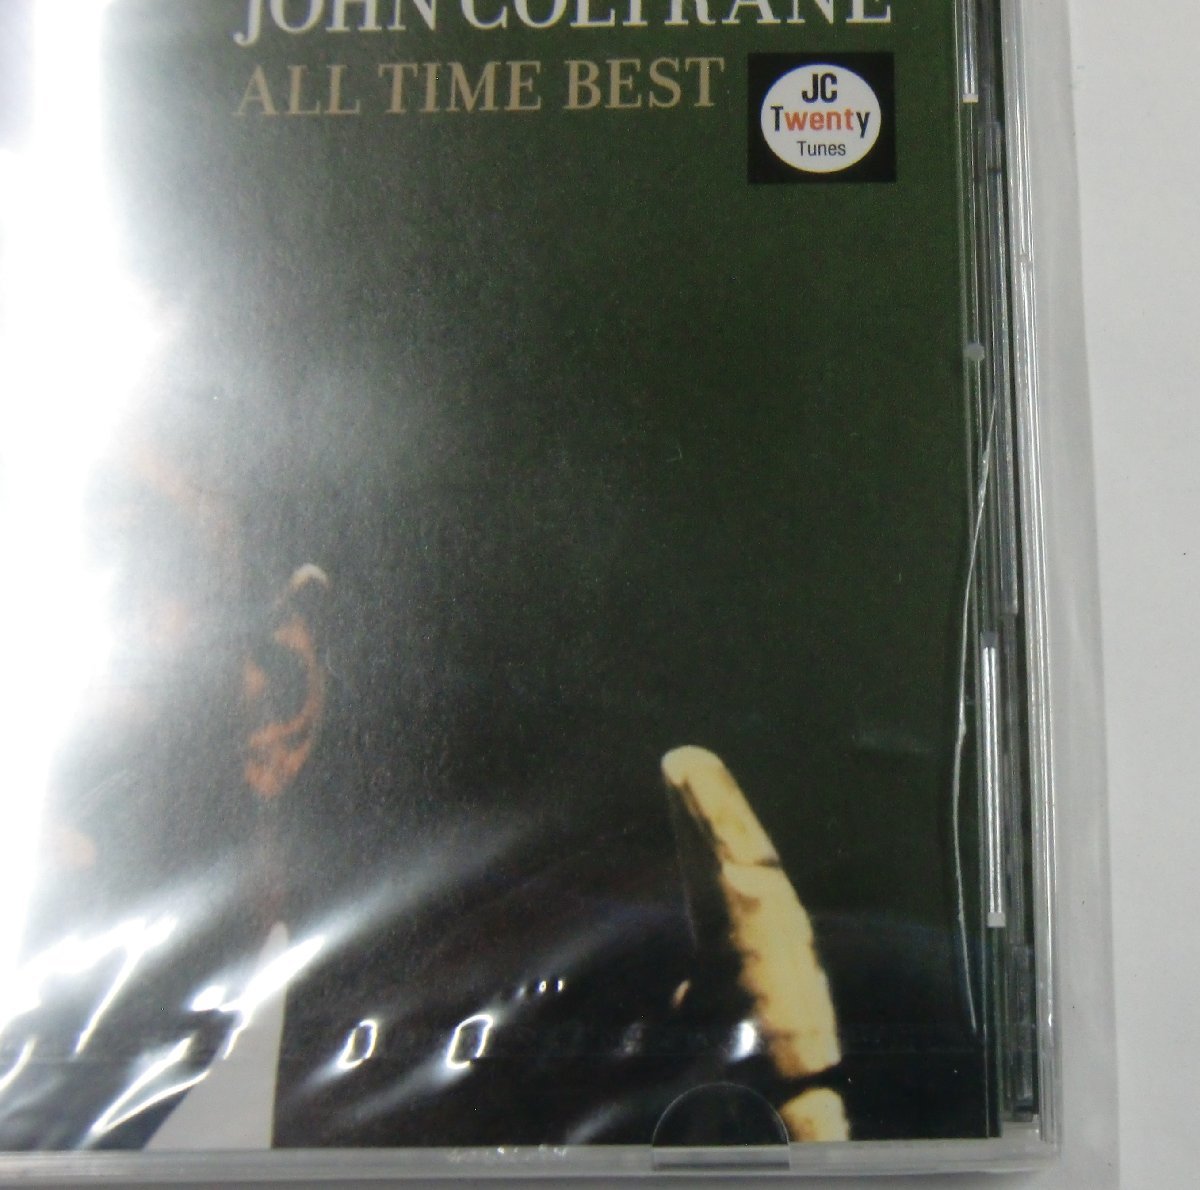 JOHN COLTRANE
ALL TIME BEST
JC
Twenty
Tunes